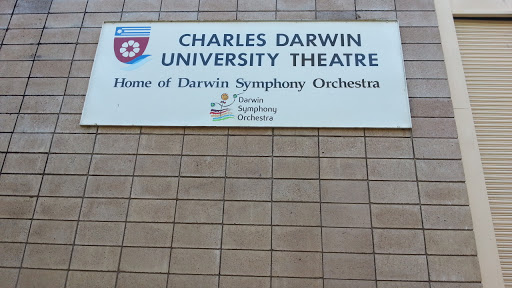 CHARLES DARWIN
UNIVERSITY THEATRE
Home of Darwin Symphony Orchestra
Darwin
Symphony
Orchestra